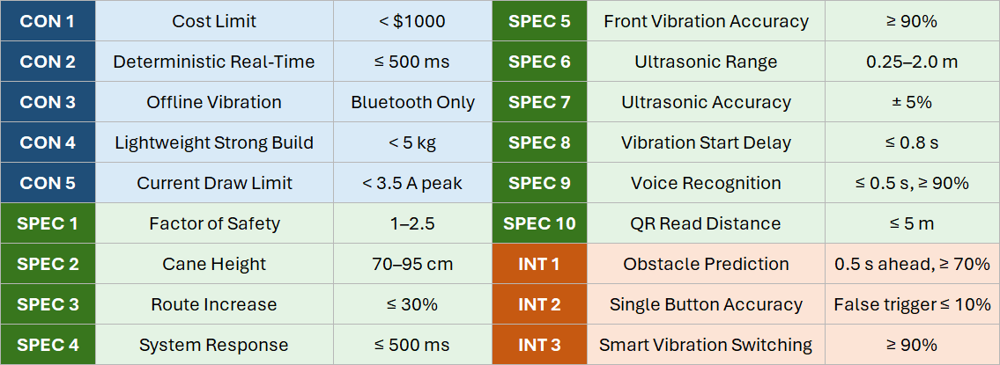 CON 1 Cost Limit < $1000 SPEC 5 Front Vibration Accuracy ≥ 90%
CON 2 Deterministic Real-Time ≤ 500 ms SPEC 6 Ultrasonic Range 0.25–2.0 m
CON 3 Offline Vibration Bluetooth Only SPEC 7 Ultrasonic Accuracy ± 5%
CON 4 Lightweight Strong Build < 5 kg SPEC 8 Vibration Start Delay ≤ 0.8 s
CON 5 Current Draw Limit < 3.5 A peak SPEC 9 Voice Recognition ≤ 0.5 s, ≥ 90%
SPEC 1 Factor of Safety 1–2.5 SPEC 10 QR Read Distance ≤ 5 m
SPEC 2 Cane Height 70–95 cm INT 1 Obstacle Prediction 0.5 s ahead, ≥ 70%
SPEC 3 Route Increase ≤ 30% INT 2 Single Button Accuracy False trigger ≤ 10%
SPEC 4 System Response ≤ 500 ms INT 3 Smart Vibration Switching ≥ 90%